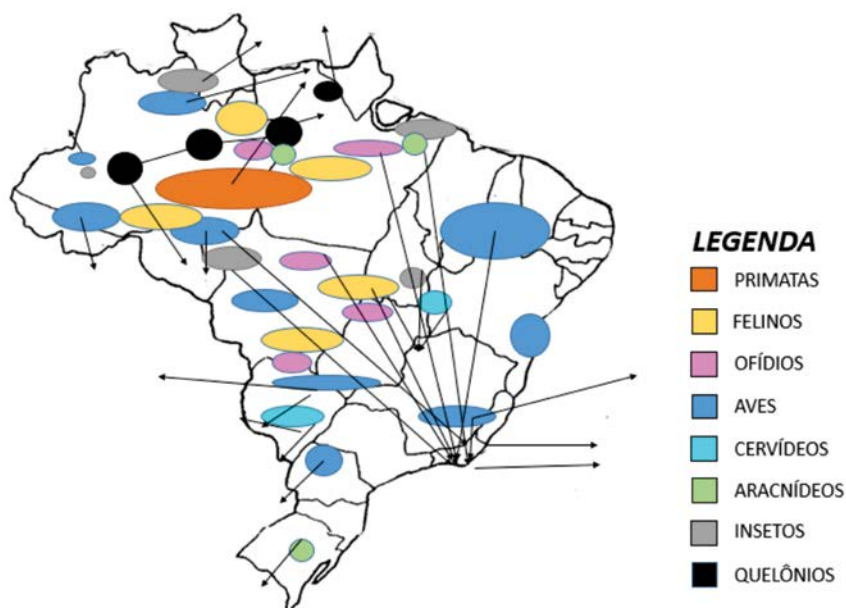 LEGENDA
PRIMATAS
FELINOS
OFÍDIOS
AVES
CERVÍDEOS
ARACNÍDEOS
INSETOS
QUELÔNIOS